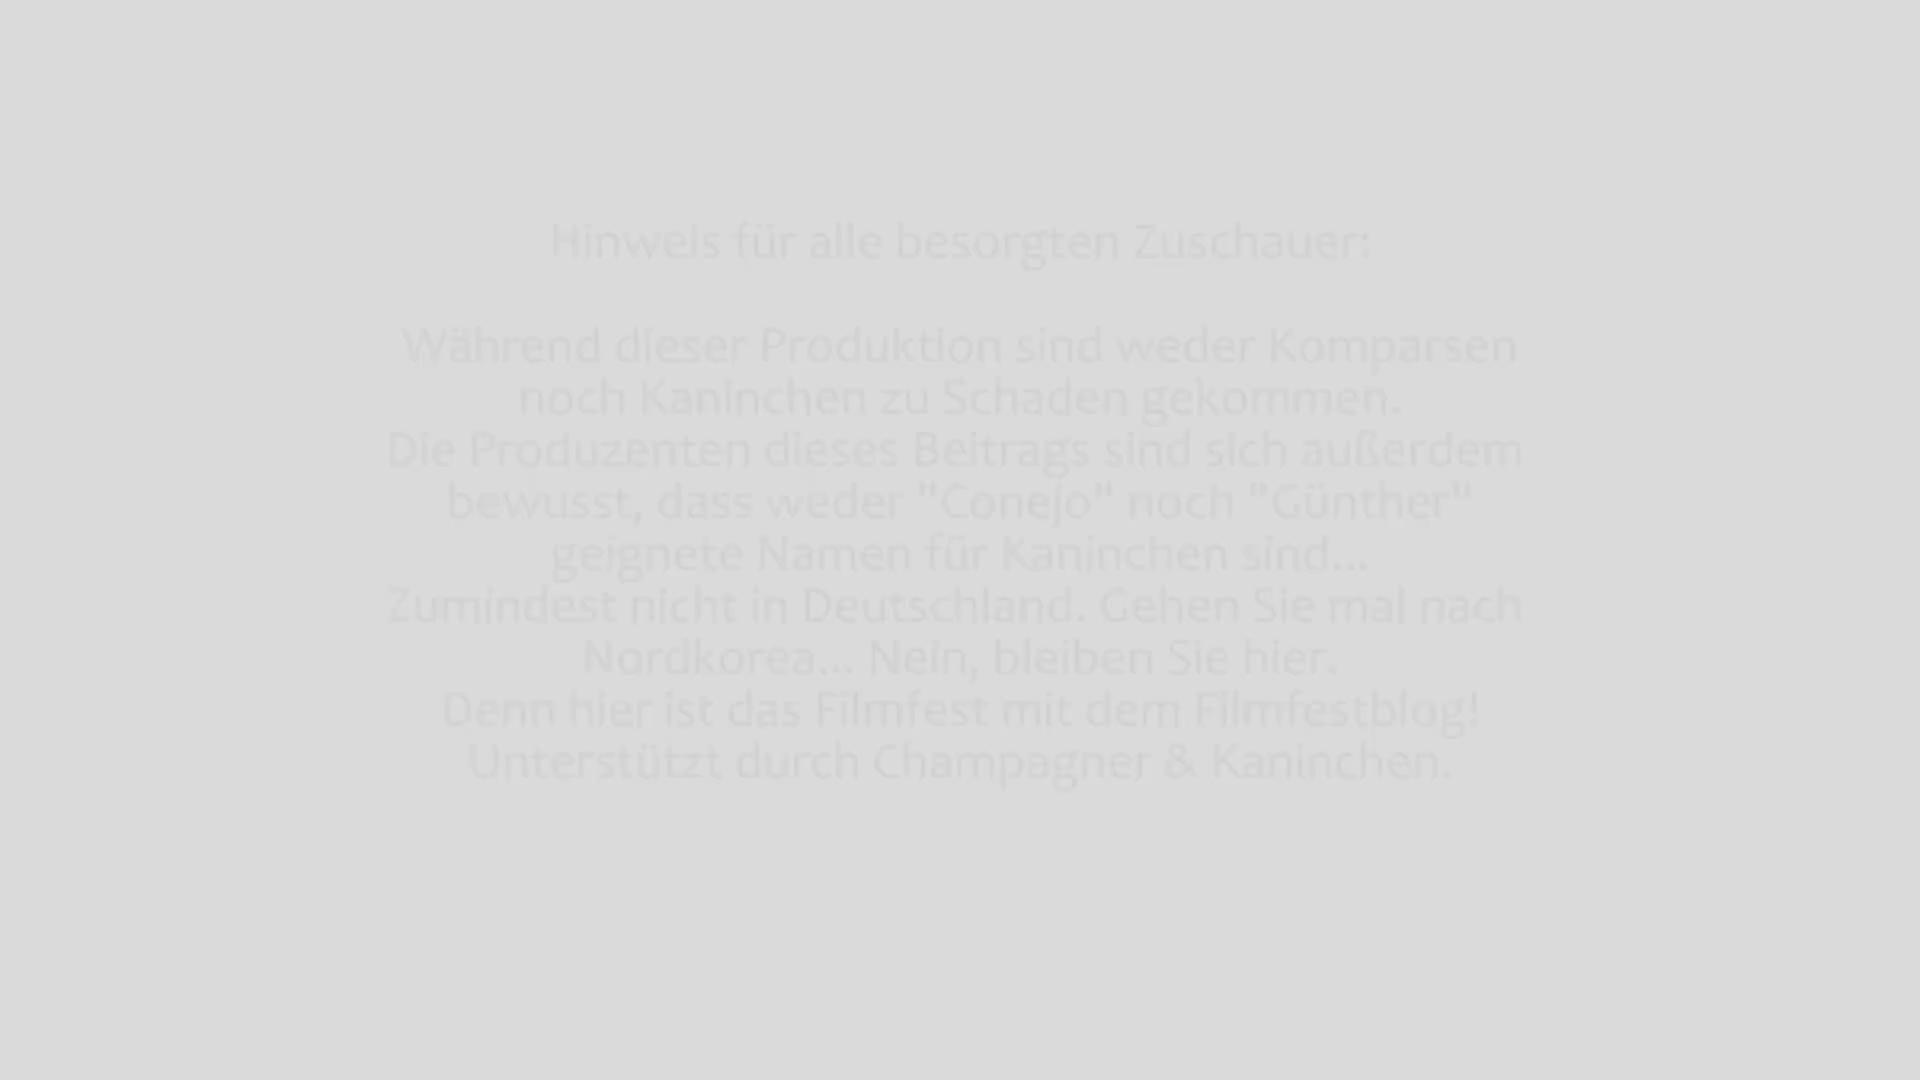 Hinweis für alle besorgten Zuschauer:
Während dieser Produktion sind weder Komparsen
noch Kaninchen zu Schaden gekommen.
Die Produzenten dieses Beitrags sind sich außerdem
bewusst, dass weder "Conejo" noch "Günther"
geignete Namen für Kaninchen sind...
Zumindest nicht in Deutschland. Gehen Sie mal nach
Nordkorea... Nein, bleiben Sie hier.
Denn hier ist das Filmfest mit dem Filmfestblog!
Unterstützt durch Champagner & Kaninchen.